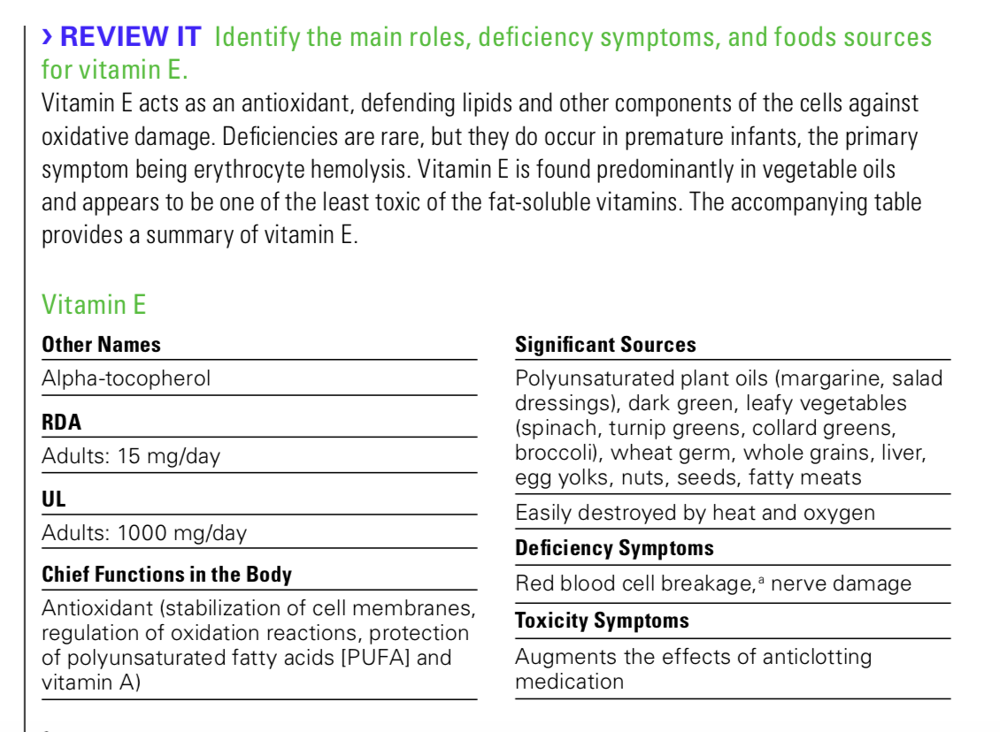 › REVIEW IT Identify the main roles, deficiency symptoms, and foods sources
for vitamin E.
Vitamin E acts as an antioxidant, defending lipids and other components of the cells against
oxidative damage. Deficiencies are rare, but they do occur in premature infants, the primary
symptom being erythrocyte hemolysis. Vitamin E is found predominantly in vegetable oils
and appears to be one of the least toxic of the fat-soluble vitamins. The accompanying table
provides a summary of vitamin E.
Vitamin E
Other Names
Alpha-tocopherol
RDA
Adults: 15 mg/day
UL
Adults: 1000 mg/day
Chief Functions in the Body
Antioxidant (stabilization of cell membranes,
regulation of oxidation reactions, protection
of polyunsaturated fatty acids [PUFA] and
vitamin A)
Significant Sources
Polyunsaturated plant oils (margarine, salad
dressings), dark green, leafy vegetables
(spinach, turnip greens, collard greens,
broccoli), wheat germ, whole grains, liver,
egg yolks, nuts, seeds, fatty meats
Easily destroyed by heat and oxygen
Deficiency Symptoms
Red blood cell breakage,ᵃ nerve damage
Toxicity Symptoms
Augments the effects of anticlotting
medication